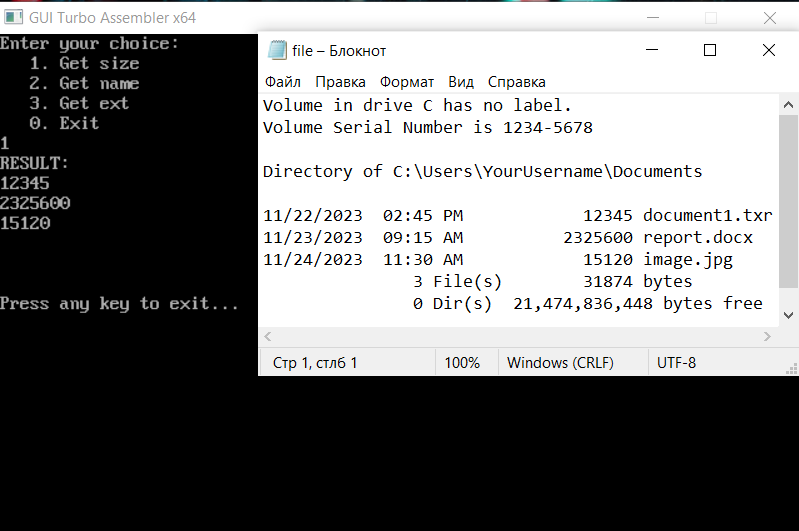 GUI Turbo Assembler x64
Enter your choice:
1. Get size
2. Get name
3. Get ext
0. Exit
1
RESULT:
12345
2325600
15120
Press any key to exit...
file – Блокнот
Файл Правка Формат Вид Справка
Volume in drive C has no label.
Volume Serial Number is 1234-5678
Directory of C:\Users\YourUsername\Documents
11/22/2023 02:45 PM 12345 document1.txr
11/23/2023 09:15 AM 2325600 report.docx
11/24/2023 11:30 AM 15120 image.jpg
3 File(s) 31874 bytes
0 Dir(s) 21,474,836,448 bytes free
Стр 1, стлб 1 100% Windows (CRLF) UTF-8